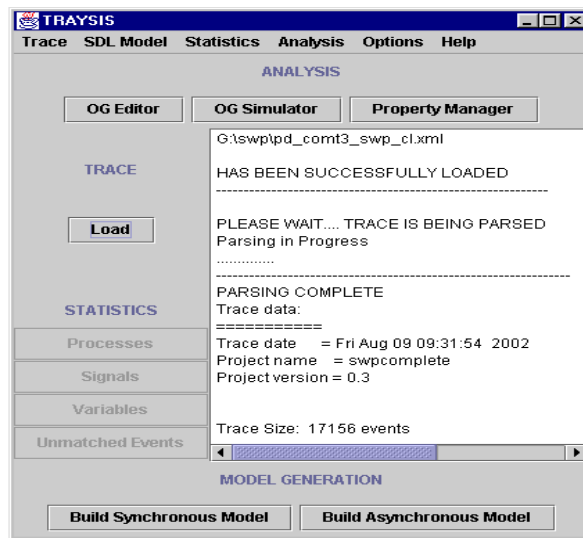 TRAYSIS
Trace SDL Model Statistics Analysis Options Help
ANALYSIS
OG Editor OG Simulator Property Manager
TRACE
Load
G:\swp\pd_comt3_swp_cl.xml
HAS BEEN SUCCESSFULLY LOADED
------------------------------------------------------------
PLEASE WAIT.... TRACE IS BEING PARSED
Parsing in Progress
..............
----------------------------------------------------------------
PARSING COMPLETE
Trace data:
===========
Trace date = Fri Aug 09 09:31:54 2002
Project name = swpcomplete
Project version = 0.3
Trace Size: 17156 events
STATISTICS
Processes
Signals
Variables
Unmatched Events
MODEL GENERATION
Build Synchronous Model Build Asynchronous Model